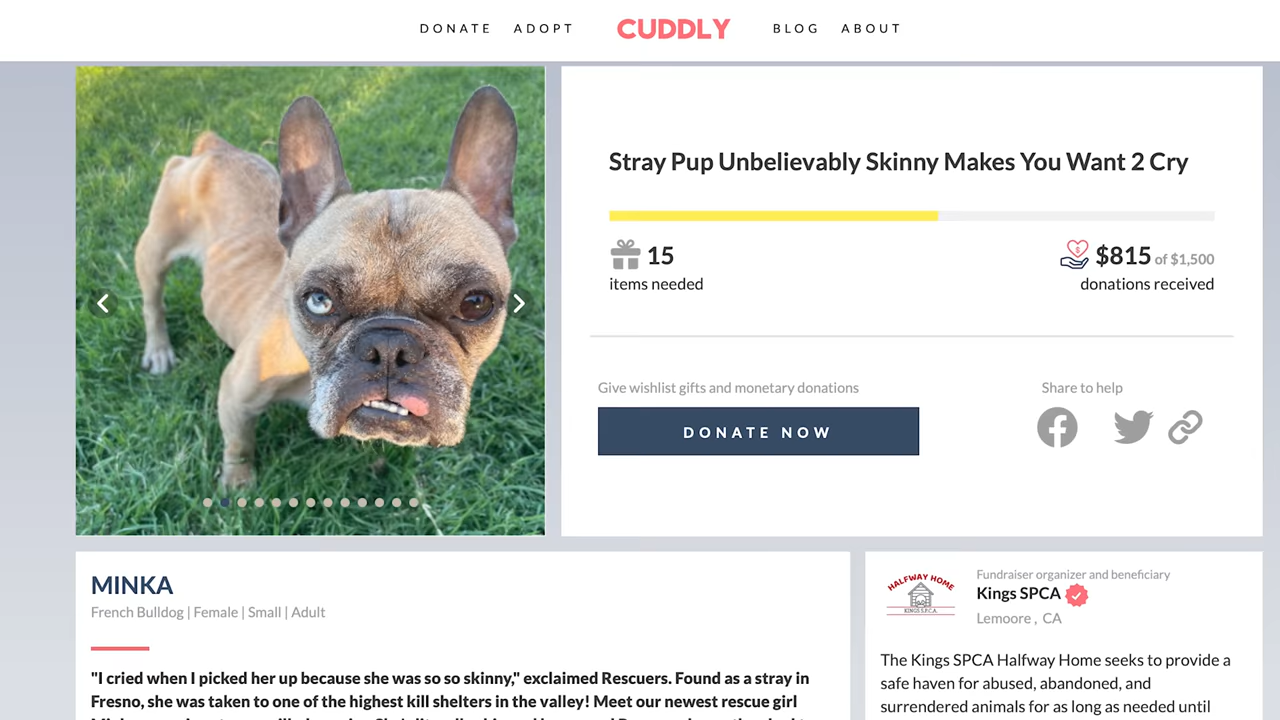 DONATE ADOPT CUDDLY BLOG ABOUT
Stray Pup Unbelievably Skinny Makes You Want 2 Cry
15
items needed
$815 of $1,500
donations received
Give wishlist gifts and monetary donations
DONATE NOW
Share to help
MINKA
French Bulldog | Female | Small | Adult
"I cried when I picked her up because she was so so skinny," exclaimed Rescuers. Found as a stray in
Fresno, she was taken to one of the highest kill shelters in the valley! Meet our newest rescue girl
HALFWAY HOME
KINGS S.P.C.A.
Fundraiser organizer and beneficiary
Kings SPCA
Lemoore , CA
The Kings SPCA Halfway Home seeks to provide a
safe haven for abused, abandoned, and
surrendered animals for as long as needed until